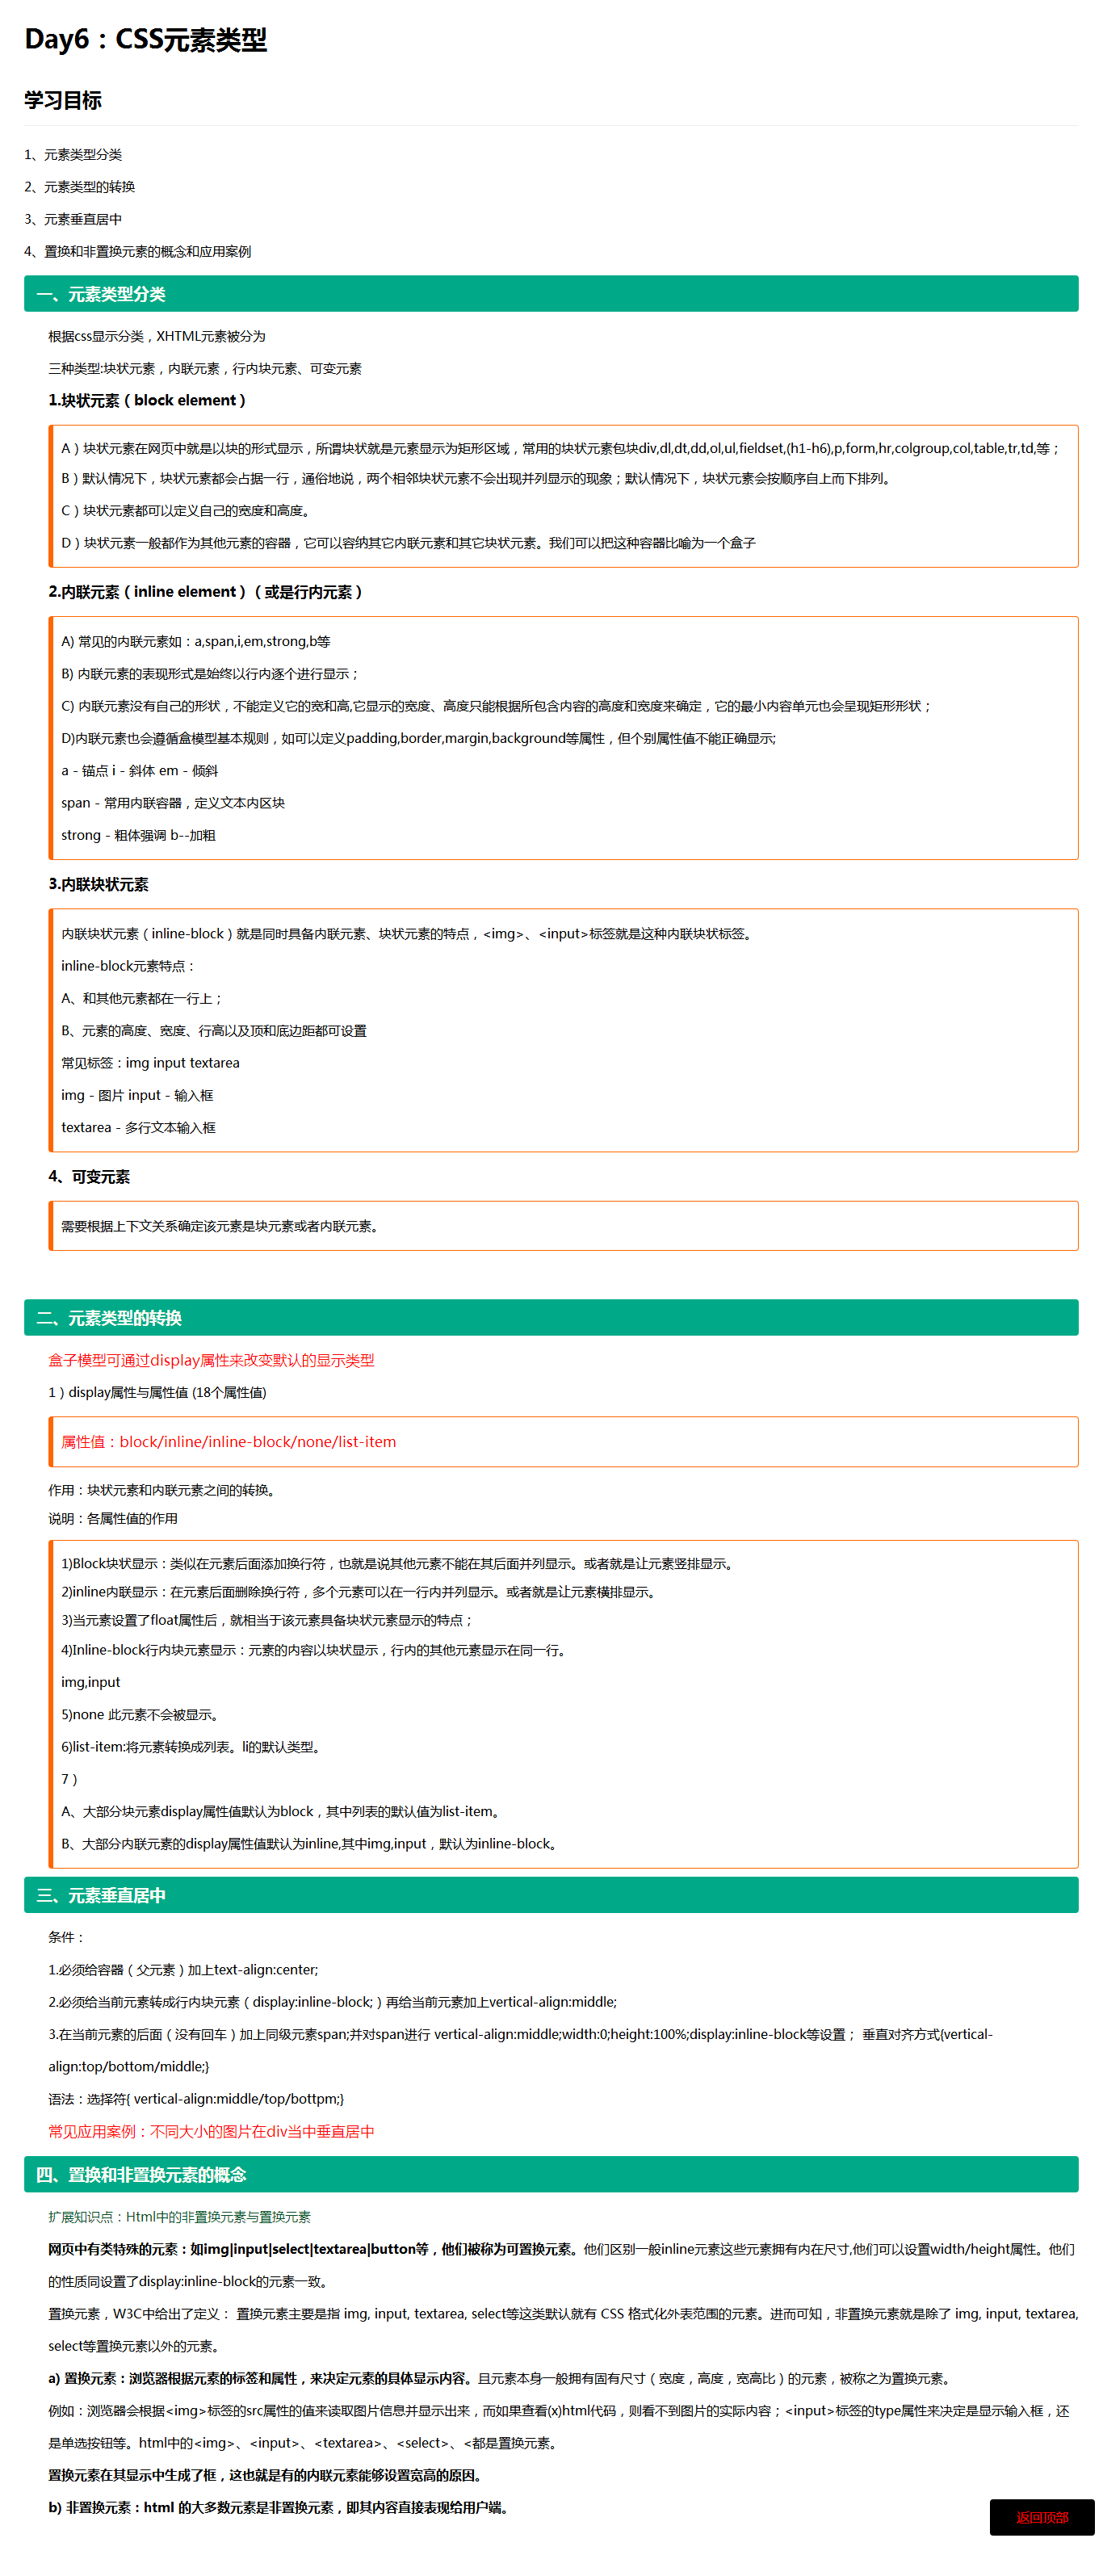 Day6：CSS元素类型
学习目标
1、元素类型分类
2、元素类型的转换
3、元素垂直居中
4、置换和非置换元素的概念和应用案例
一、元素类型分类
根据css显示分类，XHTML元素被分为
三种类型:块状元素，内联元素，行内块元素、可变元素
1.块状元素（block element）
A）块状元素在网页中就是以块的形式显示，所谓块状就是元素显示为矩形区域，常用的块状元素包块div,dl,dt,dd,ol,ul,fieldset,(h1-h6),p,form,hr,colgroup,col,table,tr,td,等；
B）默认情况下，块状元素都会占据一行，通俗地说，两个相邻块状元素不会出现并列显示的现象；默认情况下，块状元素会按顺序自上而下排列。
C）块状元素都可以定义自己的宽度和高度。
D）块状元素一般都作为其他元素的容器，它可以容纳其它内联元素和其它块状元素。我们可以把这种容器比喻为一个盒子
2.内联元素（inline element）（或是行内元素）
A) 常见的内联元素如：a,span,i,em,strong,b等
B) 内联元素的表现形式是始终以行内逐个进行显示；
C) 内联元素没有自己的形状，不能定义它的宽和高,它显示的宽度、高度只能根据所包含内容的高度和宽度来确定，它的最小内容单元也会呈现矩形形状；
D)内联元素也会遵循盒模型基本规则，如可以定义padding,border,margin,background等属性，但个别属性值不能正确显示;
a - 锚点 i - 斜体 em - 倾斜
span - 常用内联容器，定义文本内区块
strong - 粗体强调 b--加粗
3.内联块状元素
内联块状元素（inline-block）就是同时具备内联元素、块状元素的特点，<img>、<input>标签就是这种内联块状标签。
inline-block元素特点：
A、和其他元素都在一行上；
B、元素的高度、宽度、行高以及顶和底边距都可设置
常见标签：img input textarea
img - 图片 input - 输入框
textarea - 多行文本输入框
4、可变元素
需要根据上下文关系确定该元素是块元素或者内联元素。
二、元素类型的转换
盒子模型可通过display属性来改变默认的显示类型
1）display属性与属性值 (18个属性值)
属性值：block/inline/inline-block/none/list-item
作用：块状元素和内联元素之间的转换。
说明：各属性值的作用
1)Block块状显示：类似在元素后面添加换行符，也就是说其他元素不能在其后面并列显示。或者就是让元素竖排显示。
2)inline内联显示：在元素后面删除换行符，多个元素可以在一行内并列显示。或者就是让元素横排显示。
3)当元素设置了float属性后，就相当于该元素具备块状元素显示的特点；
4)Inline-block行内块元素显示：元素的内容以块状显示，行内的其他元素显示在同一行。
img,input
5)none 此元素不会被显示。
6)list-item:将元素转换成列表。li的默认类型。
7）
A、大部分块元素display属性值默认为block，其中列表的默认值为list-item。
B、大部分内联元素的display属性值默认为inline,其中img,input，默认为inline-block。
三、元素垂直居中
条件：
1.必须给容器（父元素）加上text-align:center;
2.必须给当前元素转成行内块元素（display:inline-block;）再给当前元素加上vertical-align:middle;
3.在当前元素的后面（没有回车）加上同级元素span;并对span进行 vertical-align:middle;width:0;height:100%;display:inline-block等设置； 垂直对齐方式{vertical-
align:top/bottom/middle;}
语法：选择符{ vertical-align:middle/top/bottpm;}
常见应用案例：不同大小的图片在div当中垂直居中
四、置换和非置换元素的概念
扩展知识点：Html中的非置换元素与置换元素
网页中有类特殊的元素：如img|input|select|textarea|button等，他们被称为可置换元素。他们区别一般inline元素这些元素拥有内在尺寸,他们可以设置width/height属性。他们
的性质同设置了display:inline-block的元素一致。
置换元素，W3C中给出了定义： 置换元素主要是指 img, input, textarea, select等这类默认就有 CSS 格式化外表范围的元素。进而可知，非置换元素就是除了 img, input, textarea,
select等置换元素以外的元素。
a) 置换元素：浏览器根据元素的标签和属性，来决定元素的具体显示内容。且元素本身一般拥有固有尺寸（宽度，高度，宽高比）的元素，被称之为置换元素。
例如：浏览器会根据<img>标签的src属性的值来读取图片信息并显示出来，而如果查看(x)html代码，则看不到图片的实际内容；<input>标签的type属性来决定是显示输入框，还
是单选按钮等。html中的<img>、<input>、<textarea>、<select>、<都是置换元素。
置换元素在其显示中生成了框，这也就是有的内联元素能够设置宽高的原因。
b) 非置换元素：html 的大多数元素是非置换元素，即其内容直接表现给用户端。
返回顶部